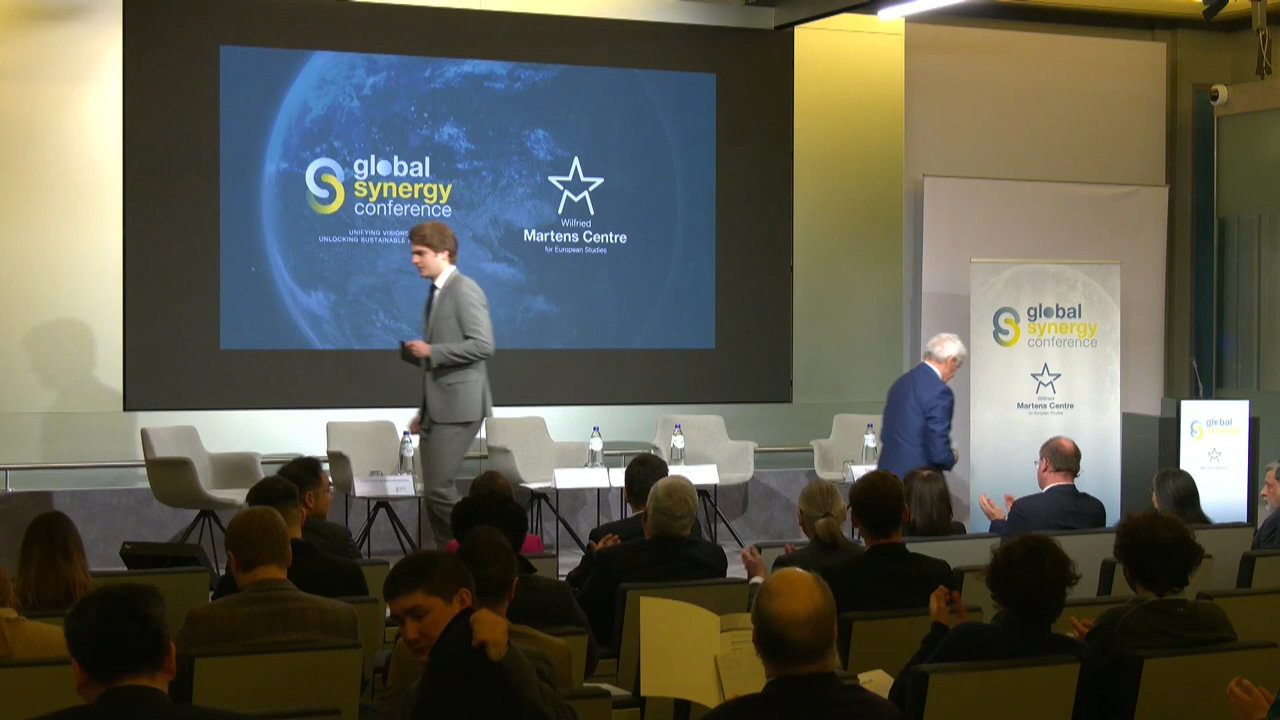 global
synergy
conference
UNIFYING VISIONS
UNLOCKING SUSTAINABLE
Wilfried
Martens Centre
for European Studies
global
synergy
conference
Wilfried
Martens Centre
for European Studies
global
synergy